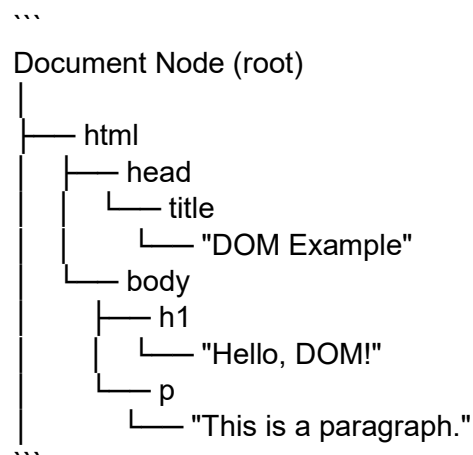 ```
Document Node (root)
│
├── html
│ ├── head
│ │ └── title
│ │ └── "DOM Example"
│ └── body
│ ├── h1
│ │ └── "Hello, DOM!"
│ └── p
│ └── "This is a paragraph."
```